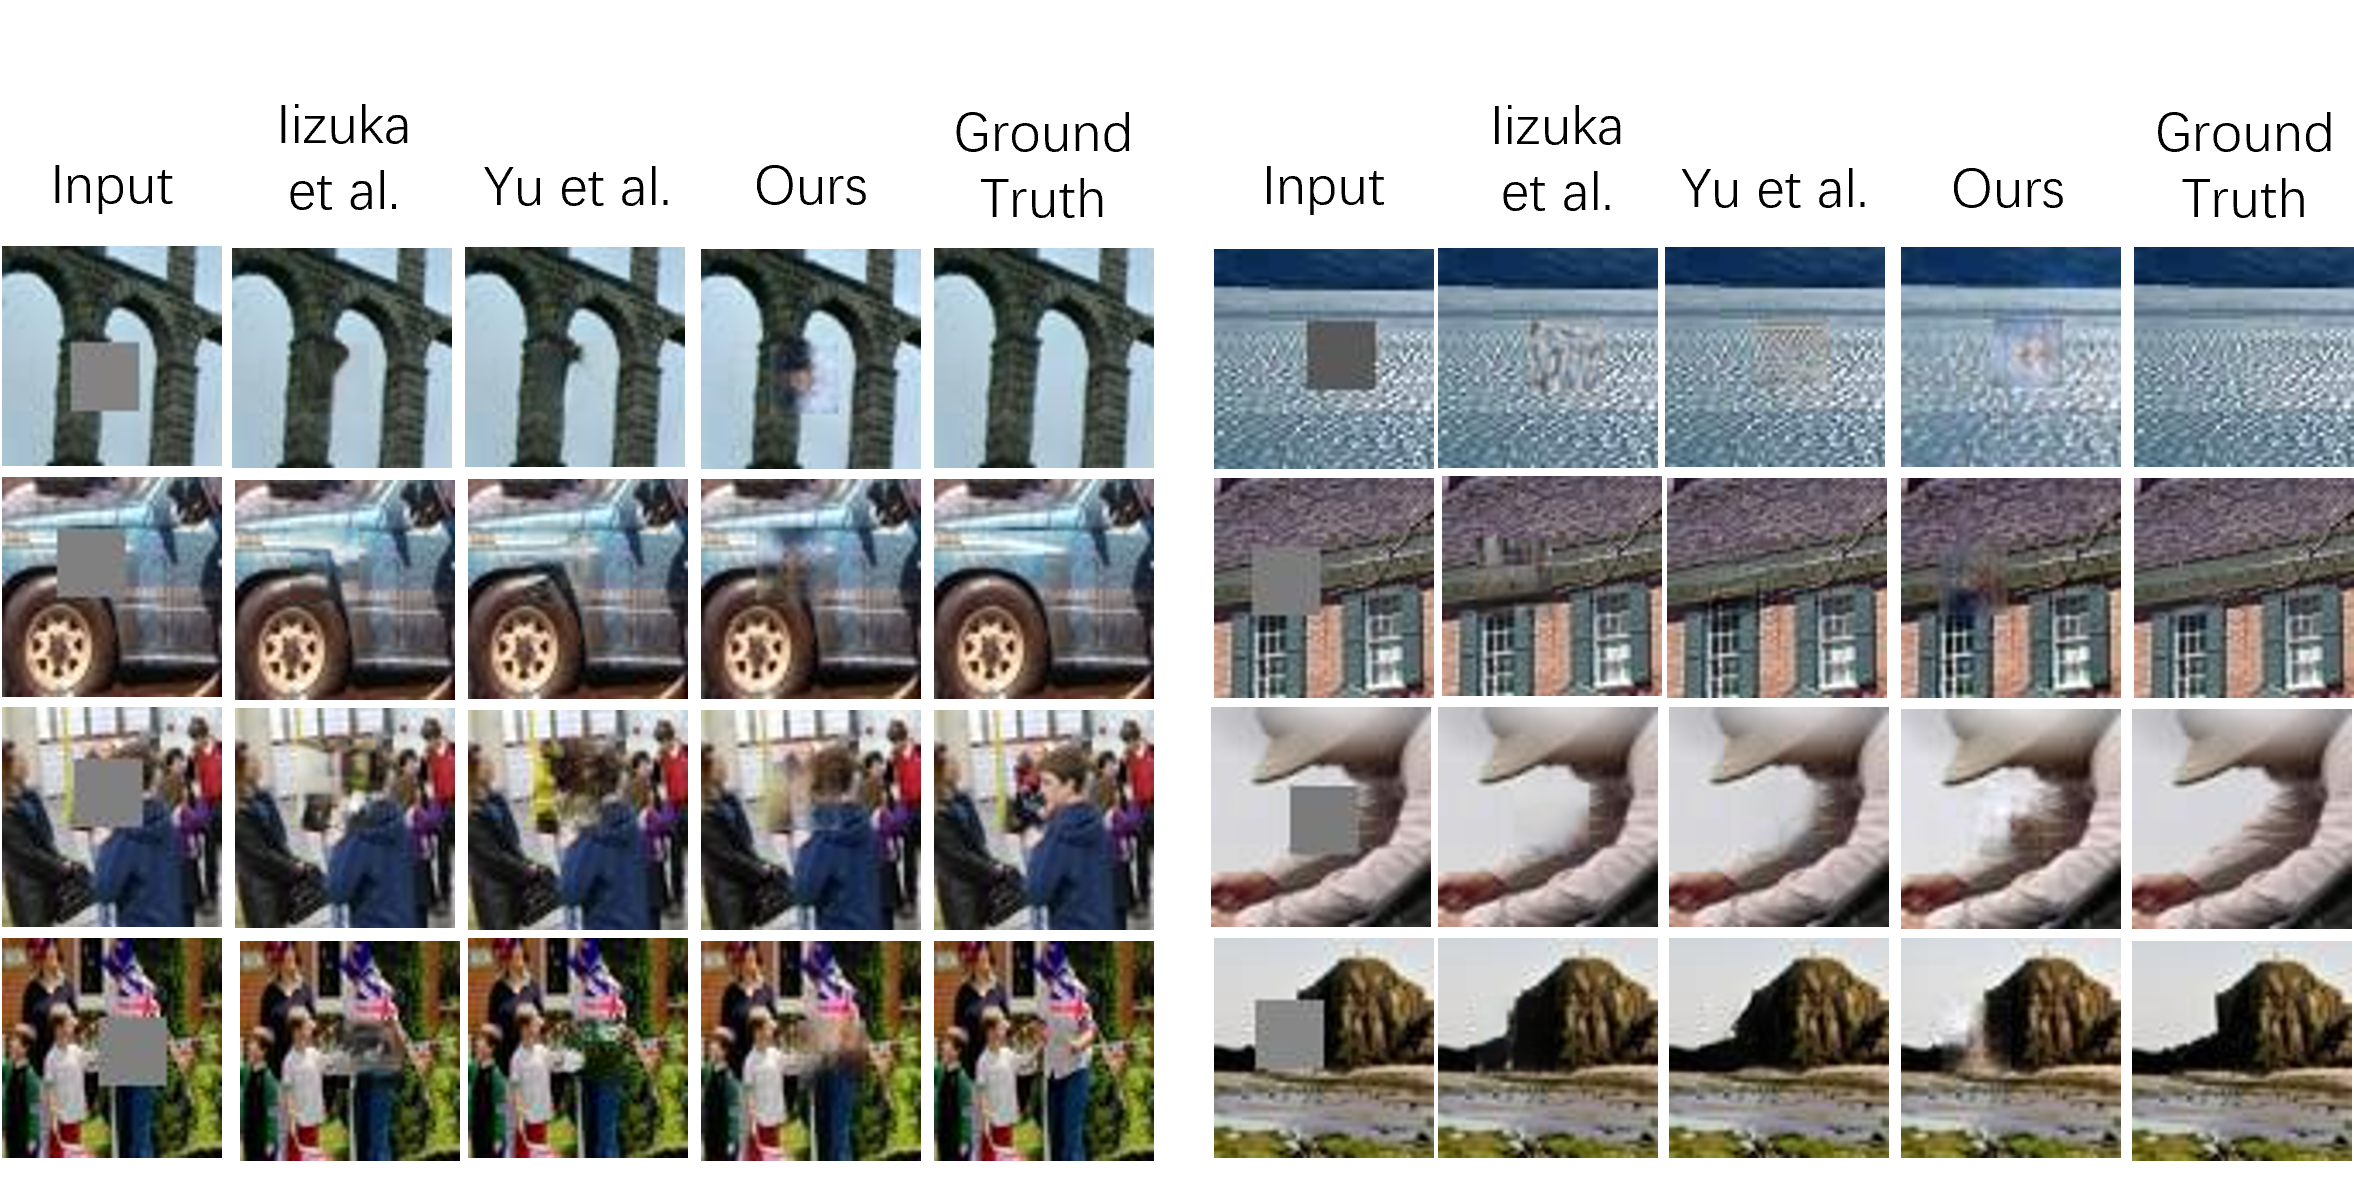 Input
Iizuka
et al.
Yu et al.
Ours
Ground
Truth
Input
Iizuka
et al.
Yu et al.
Ours
Ground
Truth